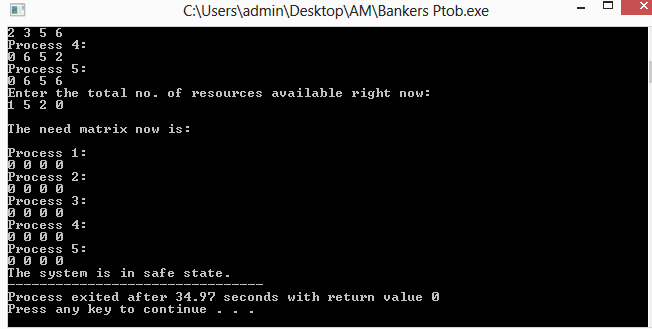 C:\Users\admin\Desktop\AM\Bankers Ptob.exe
2 3 5 6
Process 4:
0 6 5 2
Process 5:
0 6 5 6
Enter the total no. of resources available right now:
1 5 2 0
The need matrix now is:
Process 1:
0 0 0 0
Process 2:
0 0 0 0
Process 3:
0 0 0 0
Process 4:
0 0 0 0
Process 5:
0 0 0 0
The system is in safe state.
--------------------------------
Process exited after 34.97 seconds with return value 0
Press any key to continue . . .